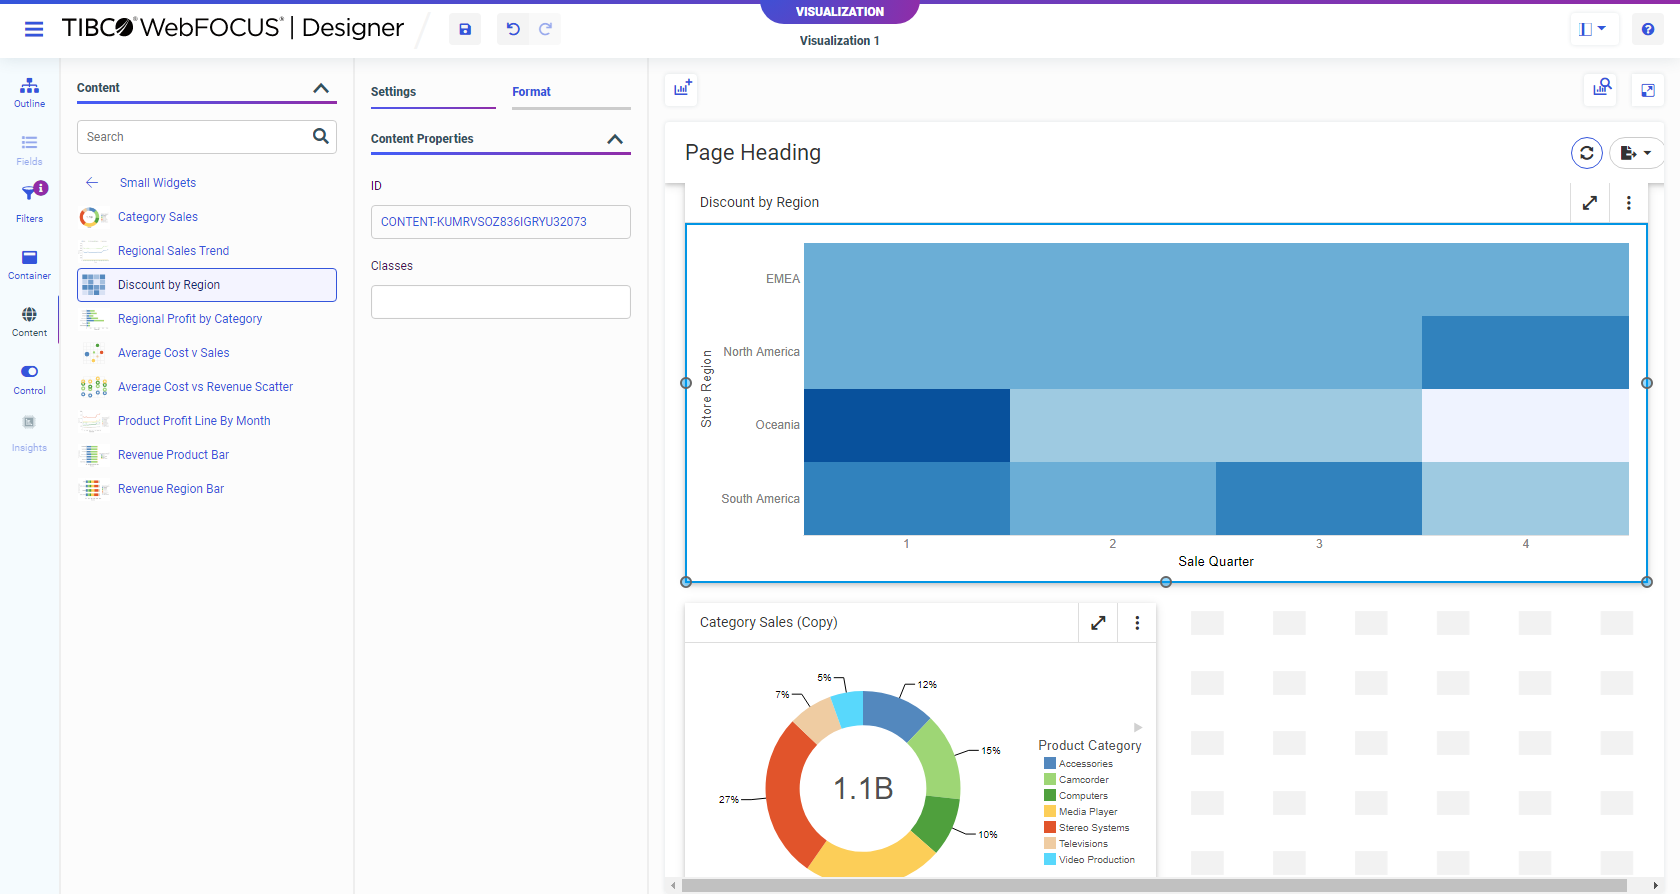 VISUALIZATION
TIBCO® WebFOCUS® | Designer
Visualization 1
Outline
Fields
Filters
Container
Content
Control
Insights
Content
Search
Small Widgets
Category Sales
Regional Sales Trend
Discount by Region
Regional Profit by Category
Average Cost v Sales
Average Cost vs Revenue Scatter
Product Profit Line By Month
Revenue Product Bar
Revenue Region Bar
Settings
Format
Content Properties
ID
CONTENT-KUMRVSOZ836IGRYU32073
Classes
Page Heading
Discount by Region
Store Region
EMEA
North America
Oceania
South America
1 2 3 4
Sale Quarter
Category Sales (Copy)
5%
12%
7%
15%
27%
10%
1.1B
Product Category
Accessories
Camcorder
Computers
Media Player
Stereo Systems
Televisions
Video Production